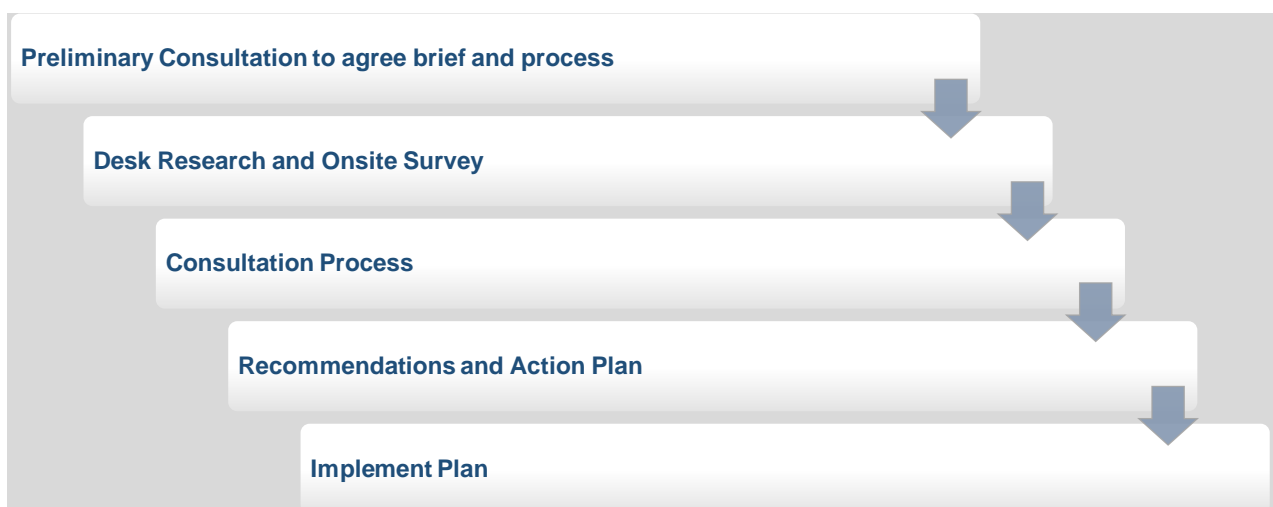 Preliminary Consultation to agree brief and process
Desk Research and Onsite Survey
Consultation Process
Recommendations and Action Plan
Implement Plan